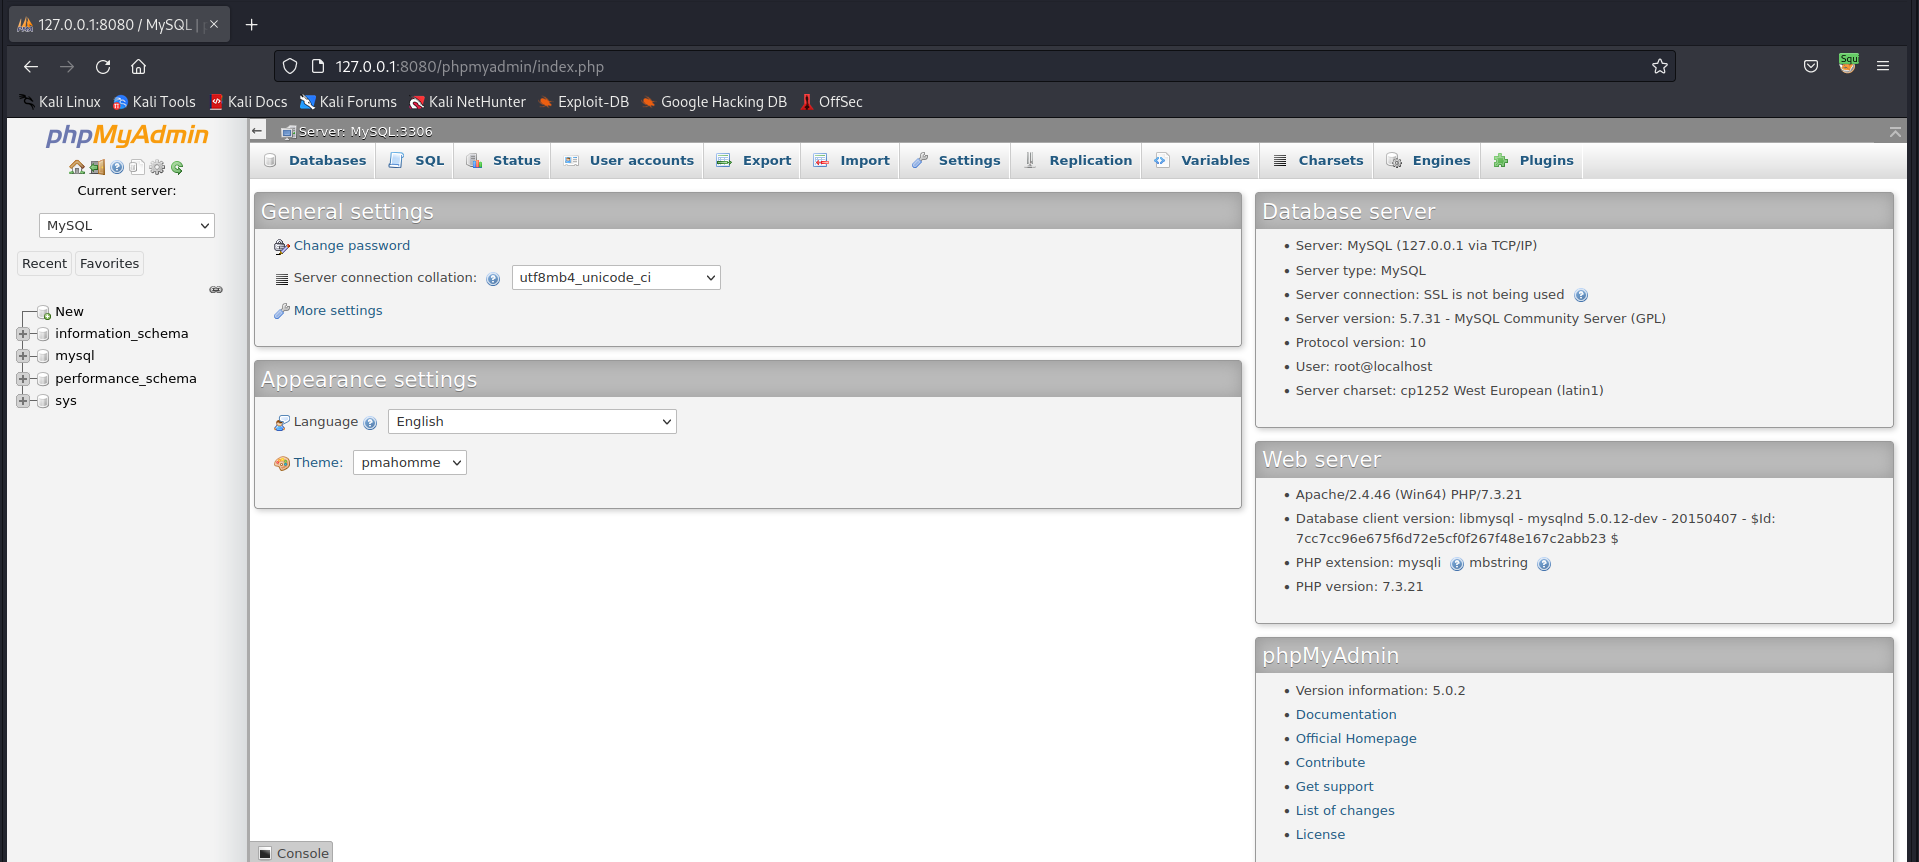 127.0.0.1:8080 / MySQL |
127.0.0.1:8080/phpmyadmin/index.php
Squi
Kali Linux Kali Tools Kali Docs Kali Forums Kali NetHunter Exploit-DB Google Hacking DB OffSec
phpMyAdmin
Current server:
MySQL
Recent Favorites
New
information_schema
mysql
performance_schema
sys
Server: MySQL:3306
Databases SQL Status User accounts Export Import Settings Replication Variables Charsets Engines Plugins
General settings
Change password
Server connection collation: utf8mb4_unicode_ci
More settings
Appearance settings
Language English
Theme: pmahomme
Database server
• Server: MySQL (127.0.0.1 via TCP/IP)
• Server type: MySQL
• Server connection: SSL is not being used
• Server version: 5.7.31 - MySQL Community Server (GPL)
• Protocol version: 10
• User: root@localhost
• Server charset: cp1252 West European (latin1)
Web server
• Apache/2.4.46 (Win64) PHP/7.3.21
• Database client version: libmysql - mysqlnd 5.0.12-dev - 20150407 - $Id:
7cc7cc96e675f6d72e5cf0f267f48e167c2abb23 $
• PHP extension: mysqli mbstring
• PHP version: 7.3.21
phpMyAdmin
• Version information: 5.0.2
• Documentation
• Official Homepage
• Contribute
• Get support
• List of changes
• License
Console